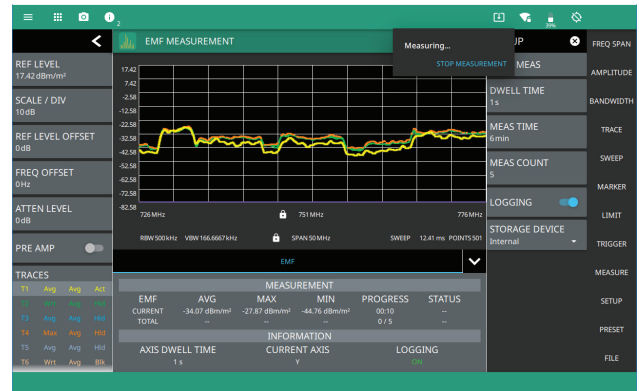 2
39%
EMF MEASUREMENT
Measuring...
STOP MEASUREMENT
UP
MEAS
REF LEVEL
17.42 dBm/m²
SCALE / DIV
10 dB
REF LEVEL OFFSET
0 dB
FREQ OFFSET
0 Hz
ATTEN LEVEL
0 dB
PRE AMP
TRACES
T1 Avg Avg Act
T2 Wrt
T3 Avg Avg Hld
T4 Max Avg Hld
T5 Avg Avg Hld
T6 Wrt Avg Blk
17.42
7.42
-2.58
-12.58
-22.58
-32.58
-42.58
-52.58
-62.58
-72.58
-82.58
726 MHz 751 MHz 776 MHz
RBW 500 kHz VBW 166.6667 kHz SPAN 50 MHz SWEEP 12.41 ms POINTS 501
EMF
MEASUREMENT
EMF AVG MAX MIN PROGRESS STATUS
CURRENT -34.07 dBm/m² -27.87 dBm/m² -44.76 dBm/m² 00:10 --
TOTAL -- -- -- 0 / 5 --
INFORMATION
AXIS DWELL TIME CURRENT AXIS LOGGING
1 s Y ON
DWELL TIME
1 s
MEAS TIME
6 min
MEAS COUNT
5
LOGGING
STORAGE DEVICE
Internal
FREQ SPAN
AMPLITUDE
BANDWIDTH
TRACE
SWEEP
MARKER
LIMIT
TRIGGER
MEASURE
SETUP
PRESET
FILE